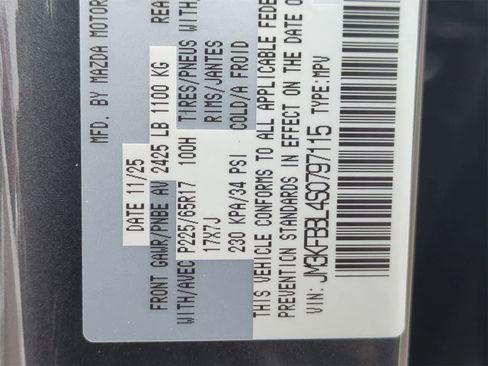 MFD. BY MAZDA MOTOR
DATE 11/25
FRONT GAWR/PNBE AV 2425 LB 1100 KG
WITH/AVEC P225/65R17 100H TIRES/PNEUS WITH
17X7J RIMS/JANTES
230 KPA/34 PSI COLD/A FROID
THIS VEHICLE CONFORMS TO ALL APPLICABLE FEDE
PREVENTION STANDARDS IN EFFECT ON THE DATE O
VIN: JM3KFBBL4S0797115 TYPE: MPV